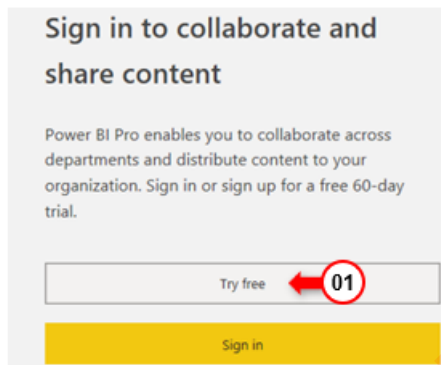 Sign in to collaborate and
share content
Power BI Pro enables you to collaborate across
departments and distribute content to your
organization. Sign in or sign up for a free 60-day
trial.
Try free 01
Sign in